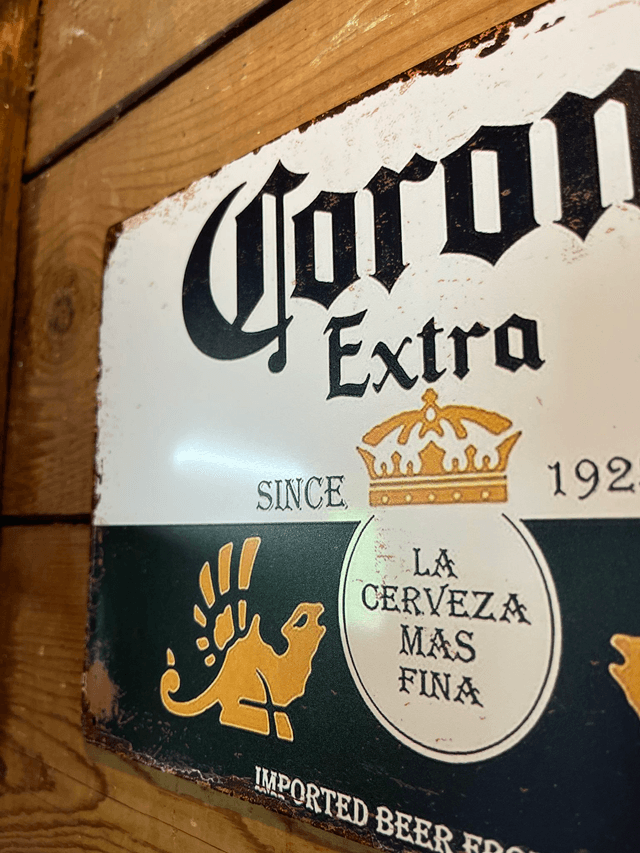 Coron
Extra
SINCE 192
LA
CERVEZA
MAS
FINA
IMPORTED BEER